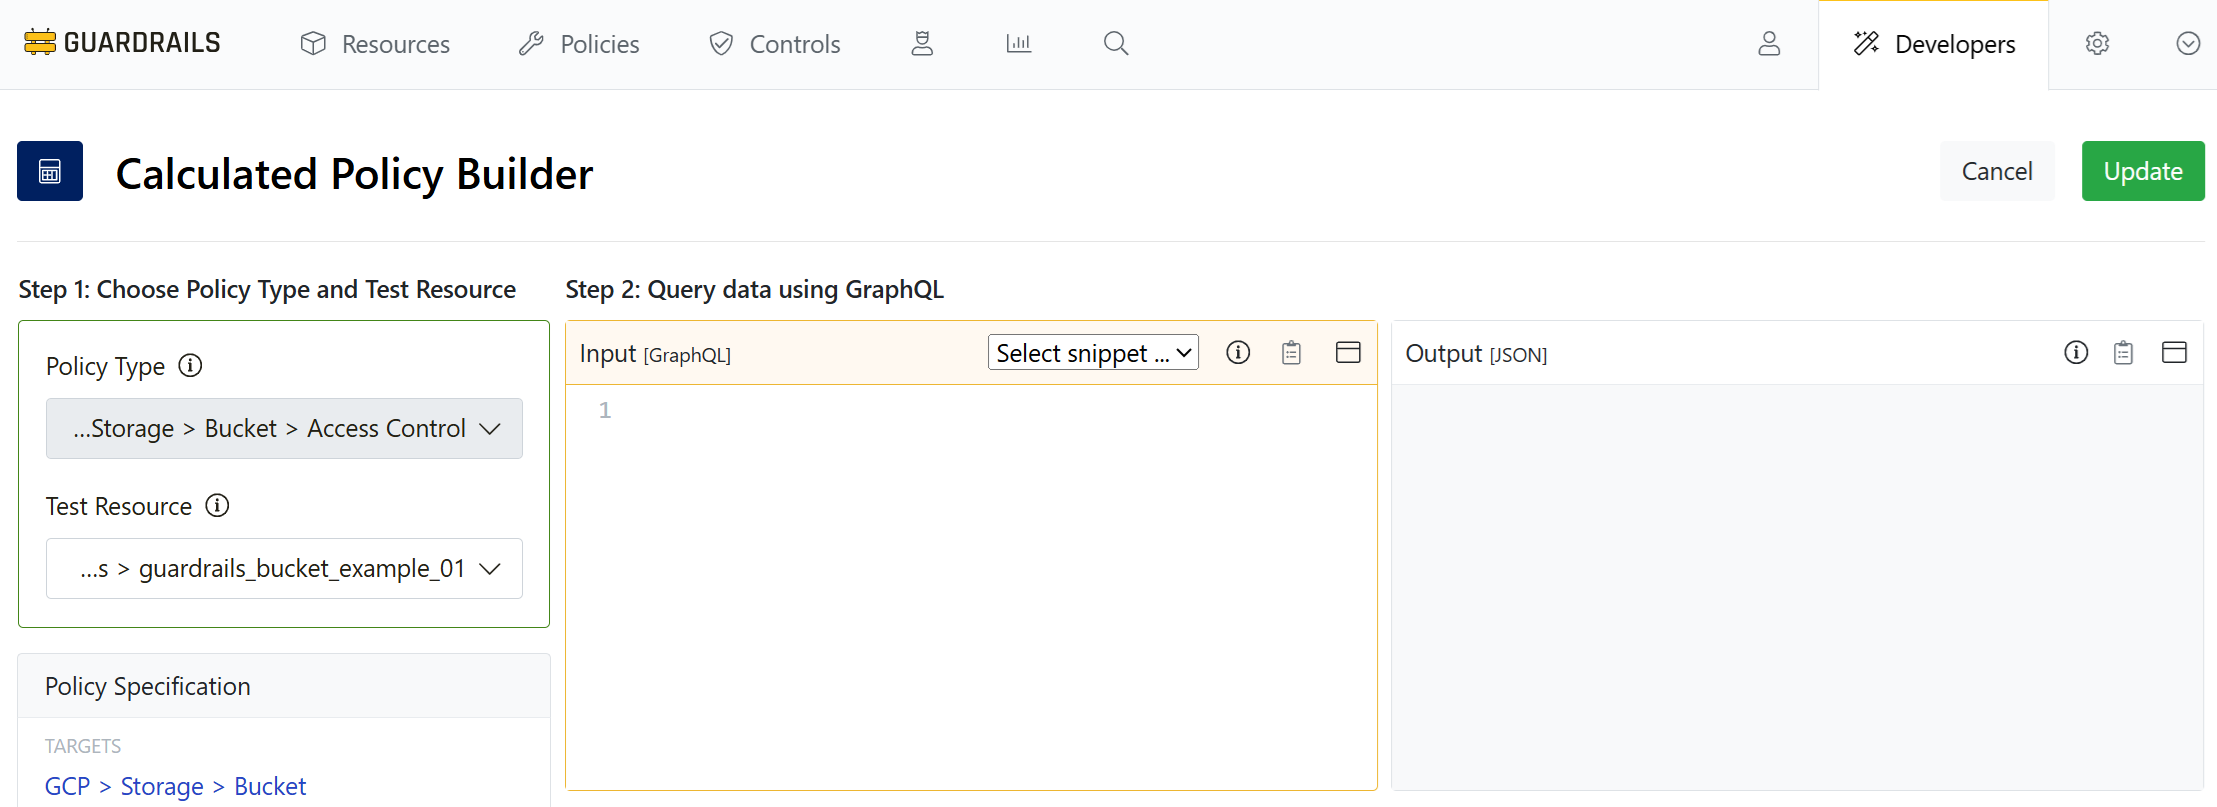 GUARDRAILS Resources Policies Controls Developers
Calculated Policy Builder
Cancel Update
Step 1: Choose Policy Type and Test Resource
Policy Type
...Storage > Bucket > Access Control
Test Resource
...s > guardrails_bucket_example_01
Policy Specification
TARGETS
GCP > Storage > Bucket
Step 2: Query data using GraphQL
Input [GraphQL] Select snippet ...
1
Output [JSON]